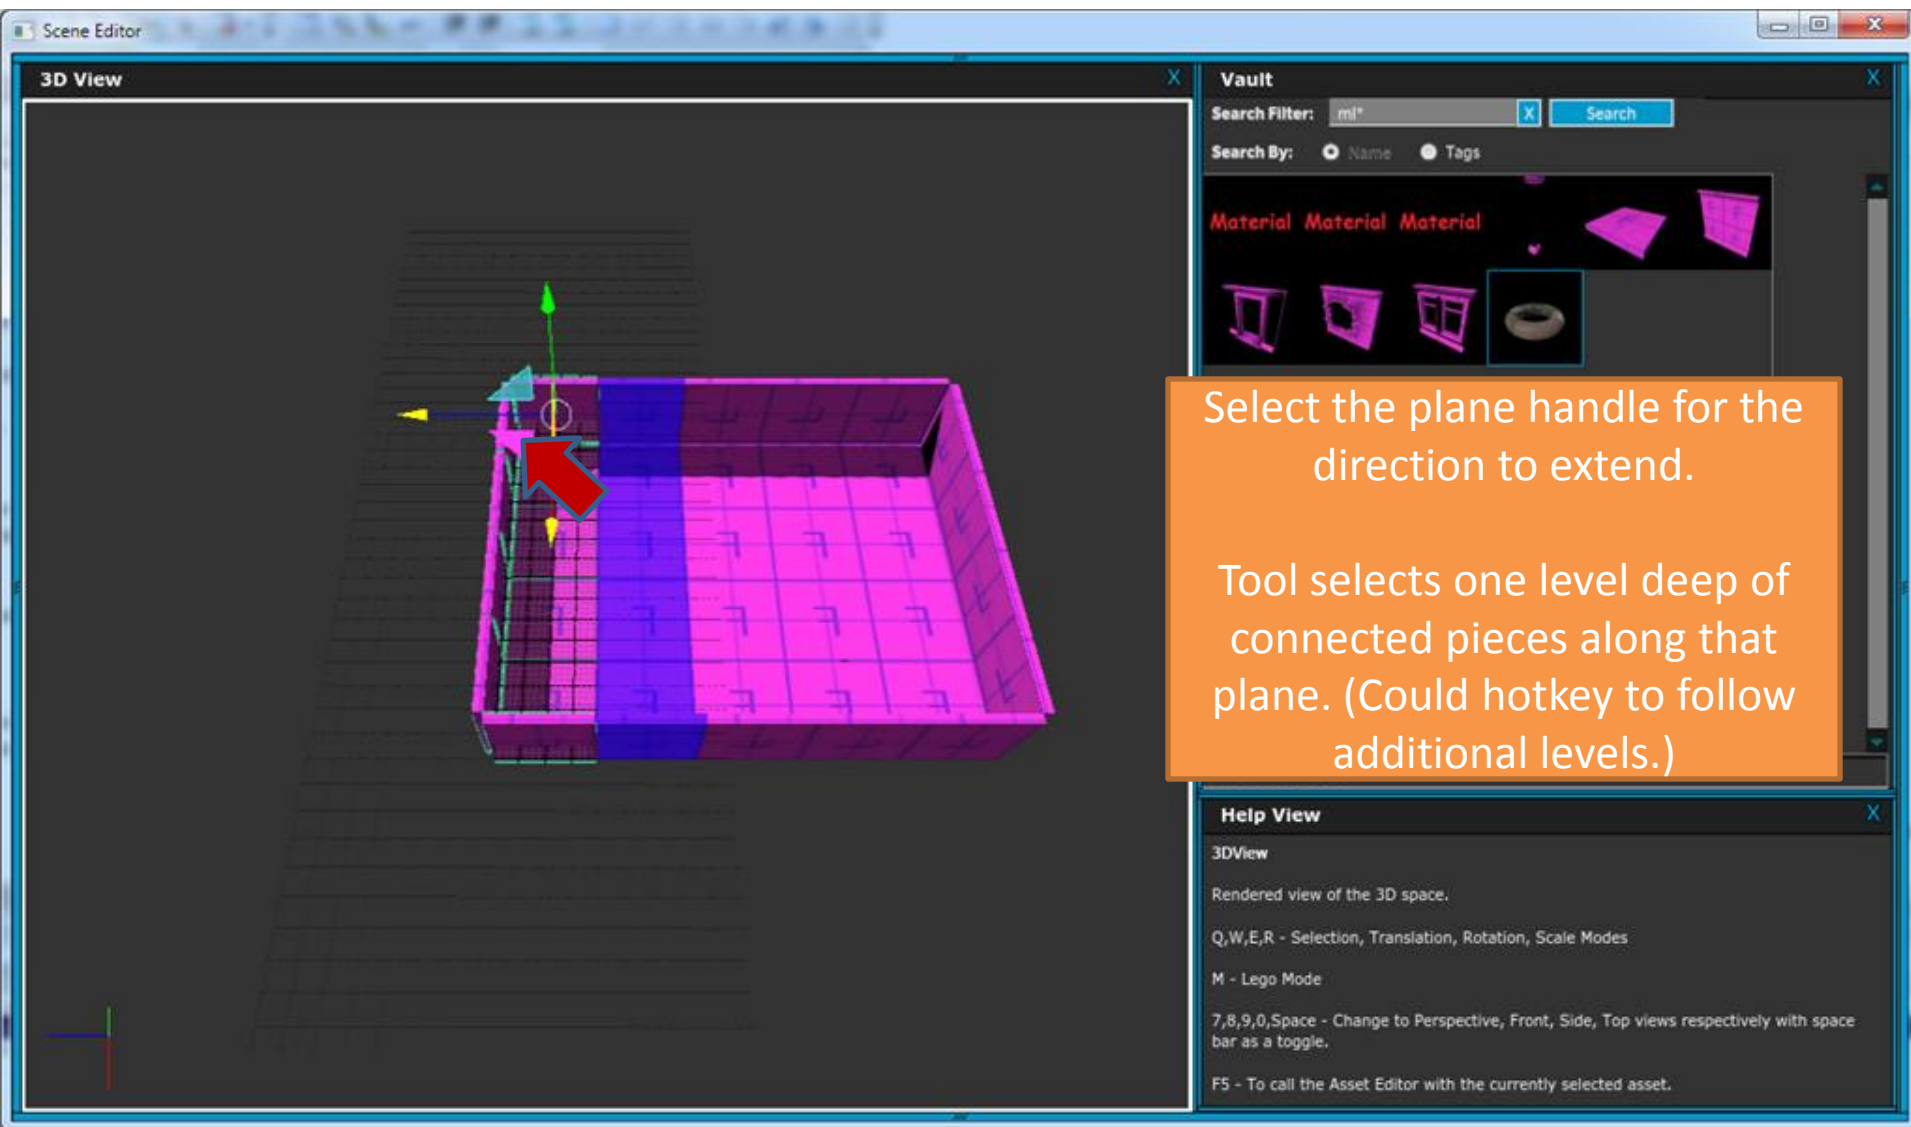 Scene Editor
3D View X
Vault X
Search Filter: ml* X Search
Search By: Name Tags
Material Material Material
Select the plane handle for the
direction to extend.
Tool selects one level deep of
connected pieces along that
plane. (Could hotkey to follow
additional levels.)
Help View X
3DView
Rendered view of the 3D space.
Q,W,E,R - Selection, Translation, Rotation, Scale Modes
M - Lego Mode
7,8,9,0,Space - Change to Perspective, Front, Side, Top views respectively with space
bar as a toggle.
F5 - To call the Asset Editor with the currently selected asset.